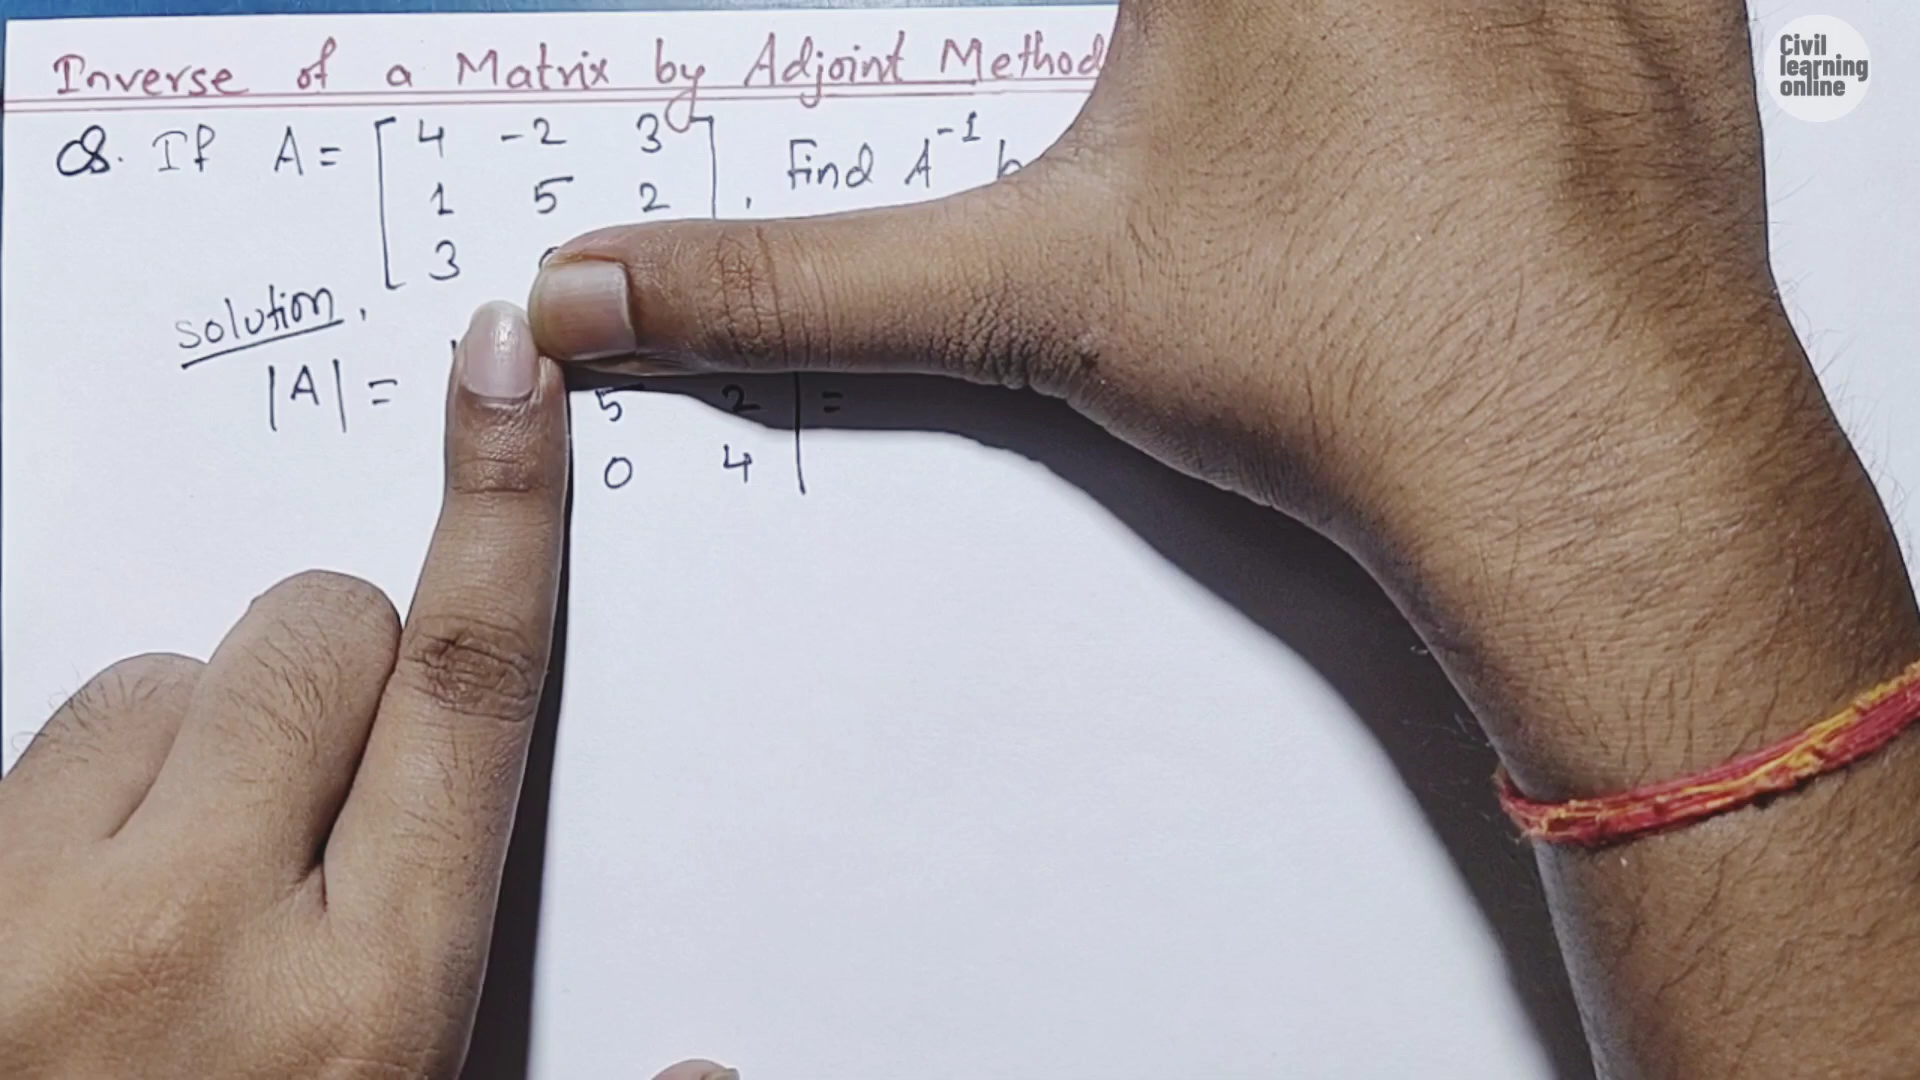 Inverse of a Matrix by Adjoint Method
Q. If A = [ 4 -2 3 ] , find A⁻¹
1 5 2
3
solution,
|A| = 5 2 =
0 4
Civil
learning
online